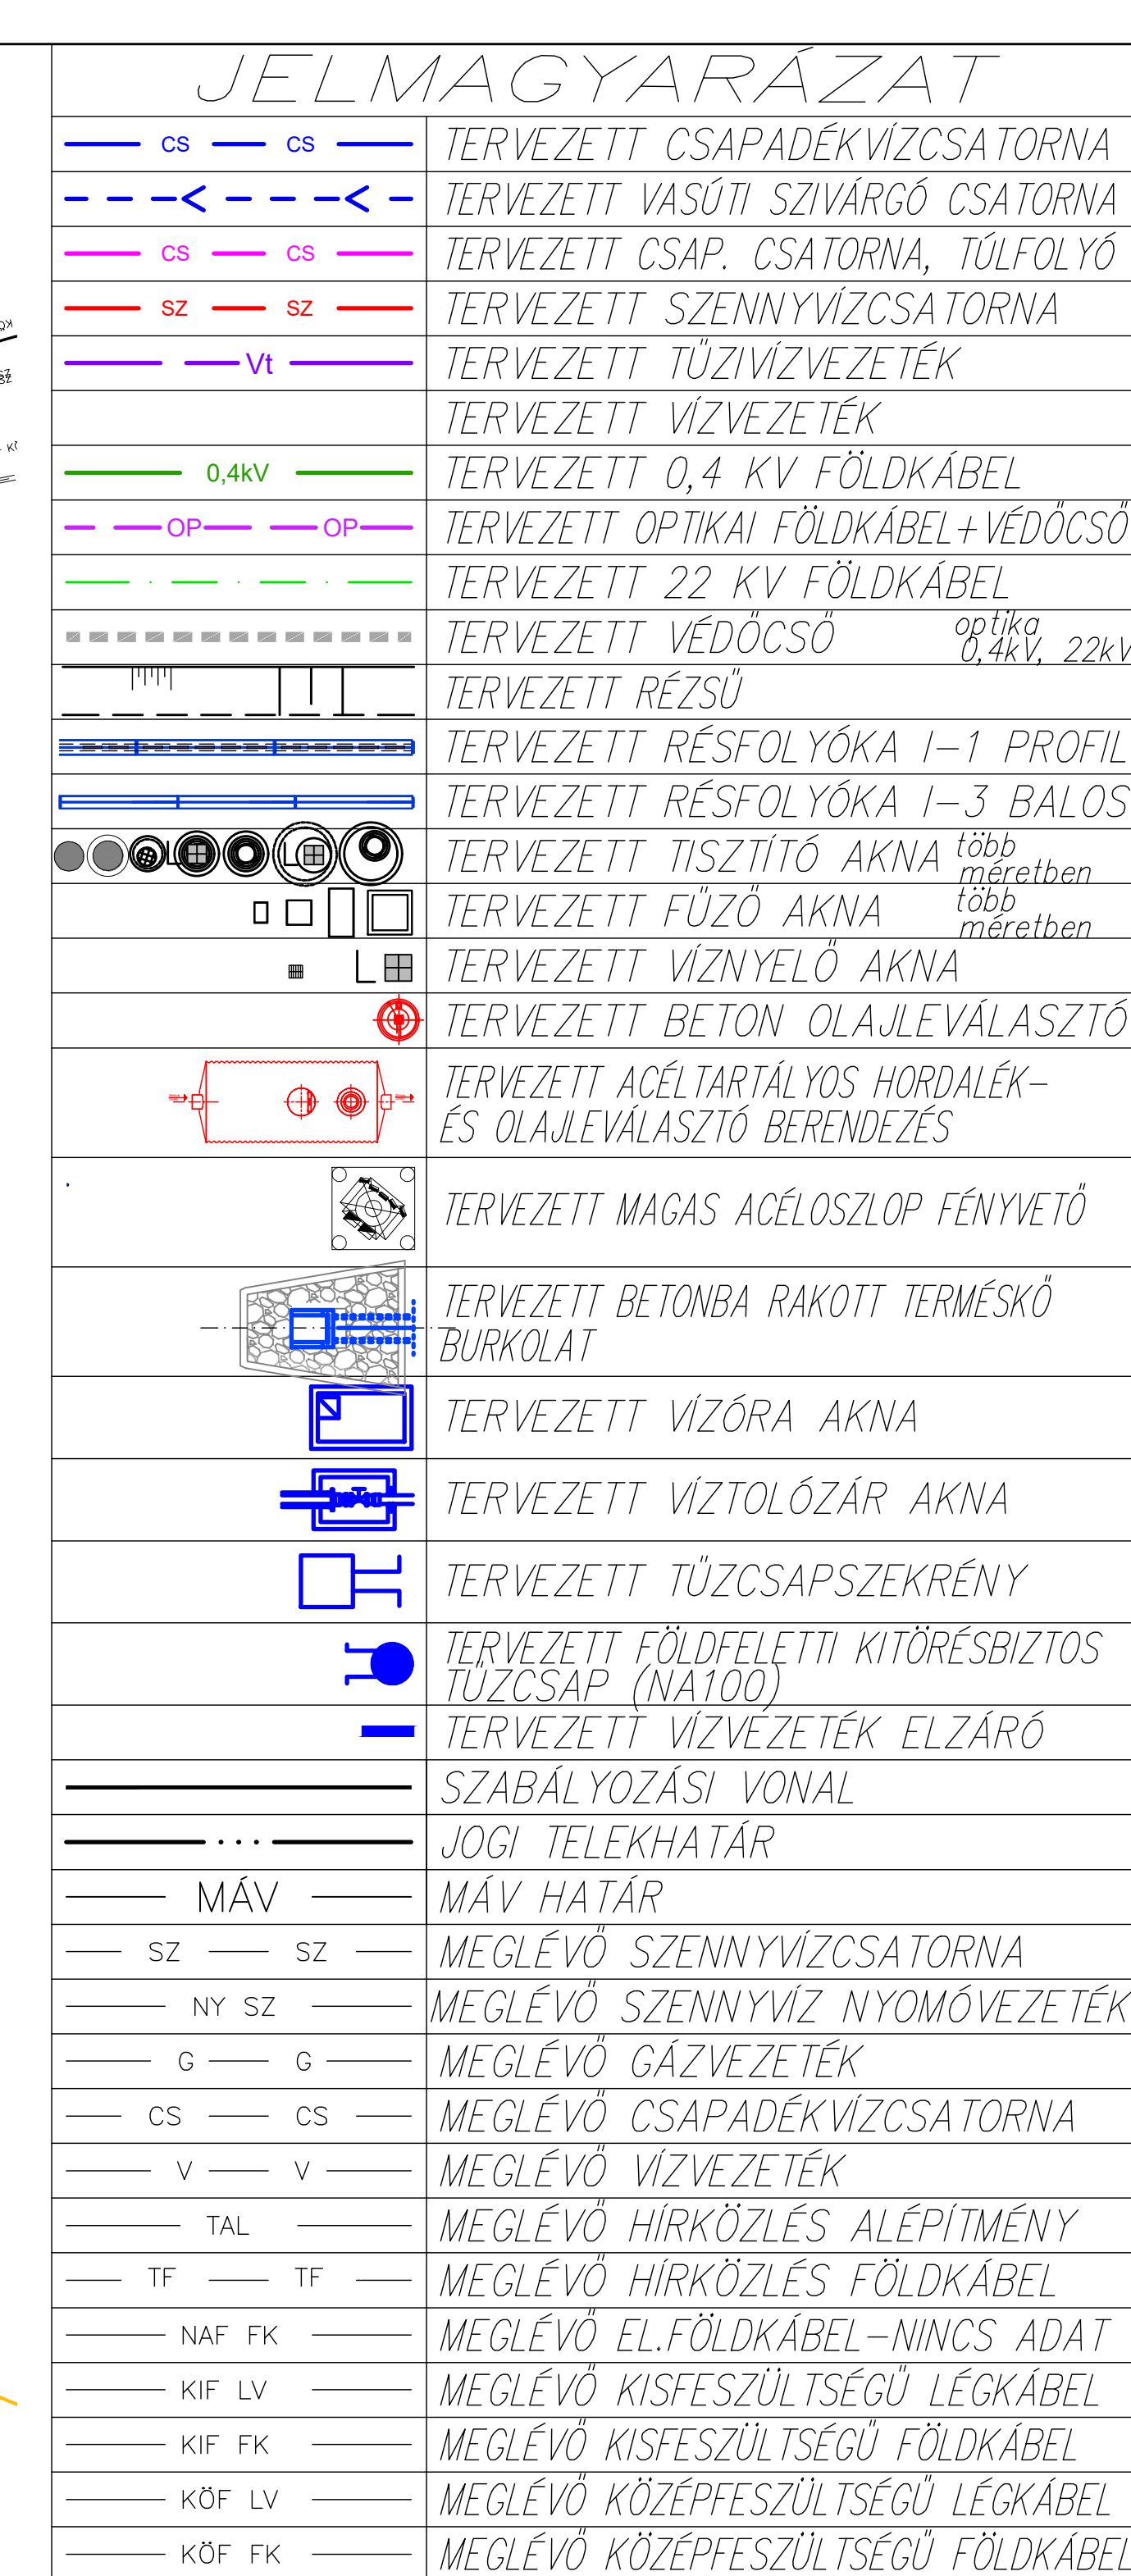 JELMAGYARÁZAT
CS CS TERVEZETT CSAPADÉKVÍZCSATORNA
TERVEZETT VASÚTI SZIVÁRGÓ CSATORNA
CS CS TERVEZETT CSAP. CSATORNA, TÚLFOLYÓ
SZ SZ TERVEZETT SZENNYVÍZCSATORNA
Vt TERVEZETT TŰZIVÍZVEZETÉK
TERVEZETT VÍZVEZETÉK
0,4kV TERVEZETT 0,4 KV FÖLDKÁBEL
OP OP TERVEZETT OPTIKAI FÖLDKÁBEL+VÉDŐCSŐ
TERVEZETT 22 KV FÖLDKÁBEL
TERVEZETT VÉDŐCSŐ optika
0,4kV, 22kV
TERVEZETT RÉZSŰ
TERVEZETT RÉSFOLYÓKA I-1 PROFIL
TERVEZETT RÉSFOLYÓKA I-3 BALOS
TERVEZETT TISZTÍTÓ AKNA több
méretben
TERVEZETT FŰZŐ AKNA több
méretben
TERVEZETT VÍZNYELŐ AKNA
TERVEZETT BETON OLAJLEVÁLASZTÓ
TERVEZETT ACÉLTARTÁLYOS HORDALÉK-
ÉS OLAJLEVÁLASZTÓ BERENDEZÉS
TERVEZETT MAGAS ACÉLOSZLOP FÉNYVETŐ
TERVEZETT BETONBA RAKOTT TERMÉSKŐ
BURKOLAT
TERVEZETT VÍZÓRA AKNA
TERVEZETT VÍZTOLÓZÁR AKNA
TERVEZETT TŰZCSAPSZEKRÉNY
TERVEZETT FÖLDFELETTI KITÖRÉSBIZTOS
TŰZCSAP (NA100)
TERVEZETT VÍZVEZETÉK ELZÁRÓ
SZABÁLYOZÁSI VONAL
JOGI TELEKHATÁR
MÁV MÁV HATÁR
SZ SZ MEGLÉVŐ SZENNYVÍZCSATORNA
NY SZ MEGLÉVŐ SZENNYVÍZ NYOMÓVEZETÉK
G G MEGLÉVŐ GÁZVEZETÉK
CS CS MEGLÉVŐ CSAPADÉKVÍZCSATORNA
V V MEGLÉVŐ VÍZVEZETÉK
TAL MEGLÉVŐ HÍRKÖZLÉS ALÉPÍTMÉNY
TF TF MEGLÉVŐ HÍRKÖZLÉS FÖLDKÁBEL
NAF FK MEGLÉVŐ EL.FÖLDKÁBEL-NINCS ADAT
KIF LV MEGLÉVŐ KISFESZÜLTSÉGŰ LÉGKÁBEL
KIF FK MEGLÉVŐ KISFESZÜLTSÉGŰ FÖLDKÁBEL
KÖF LV MEGLÉVŐ KÖZÉPFESZÜLTSÉGŰ LÉGKÁBEL
KÖF FK MEGLÉVŐ KÖZÉPFESZÜLTSÉGŰ FÖLDKÁBEL